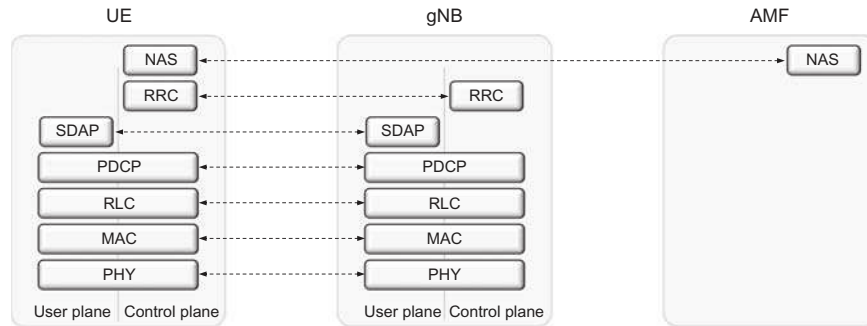 UE gNB AMF
NAS NAS
RRC RRC
SDAP SDAP
PDCP PDCP
RLC RLC
MAC MAC
PHY PHY
User plane Control plane User plane Control plane